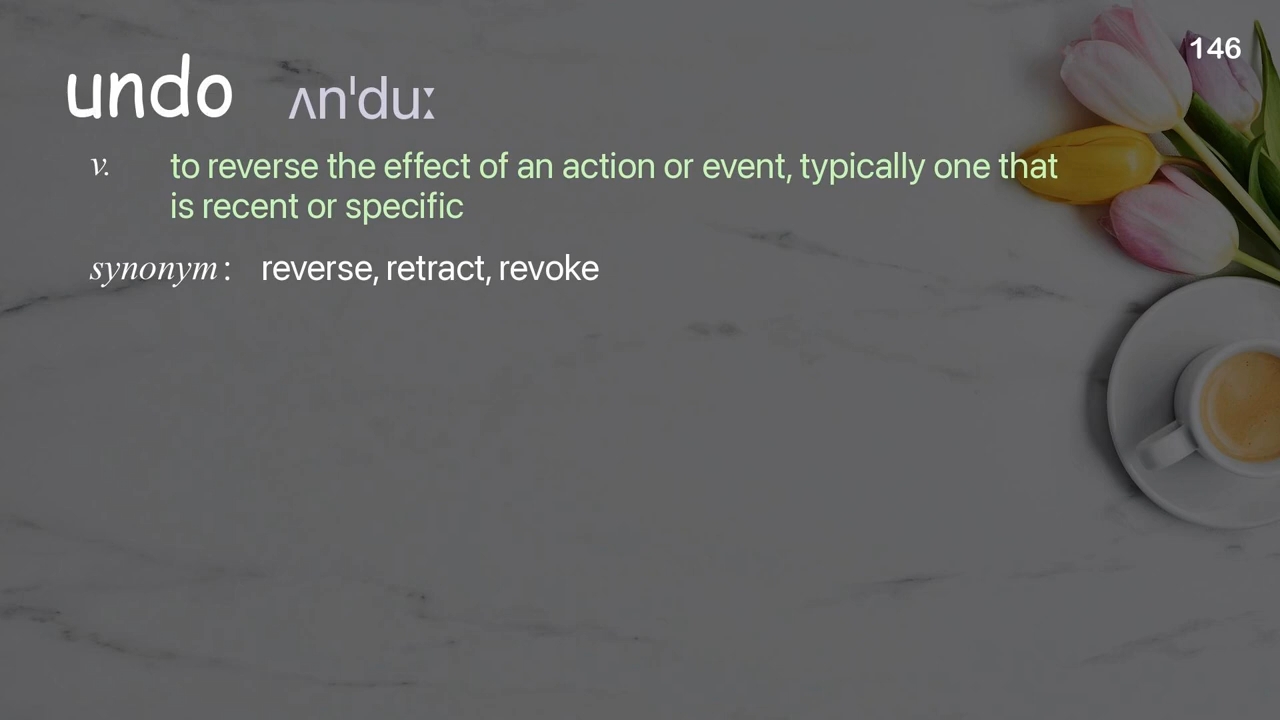 146
undo ʌnˈduː
v. to reverse the effect of an action or event, typically one that
is recent or specific
synonym: reverse, retract, revoke